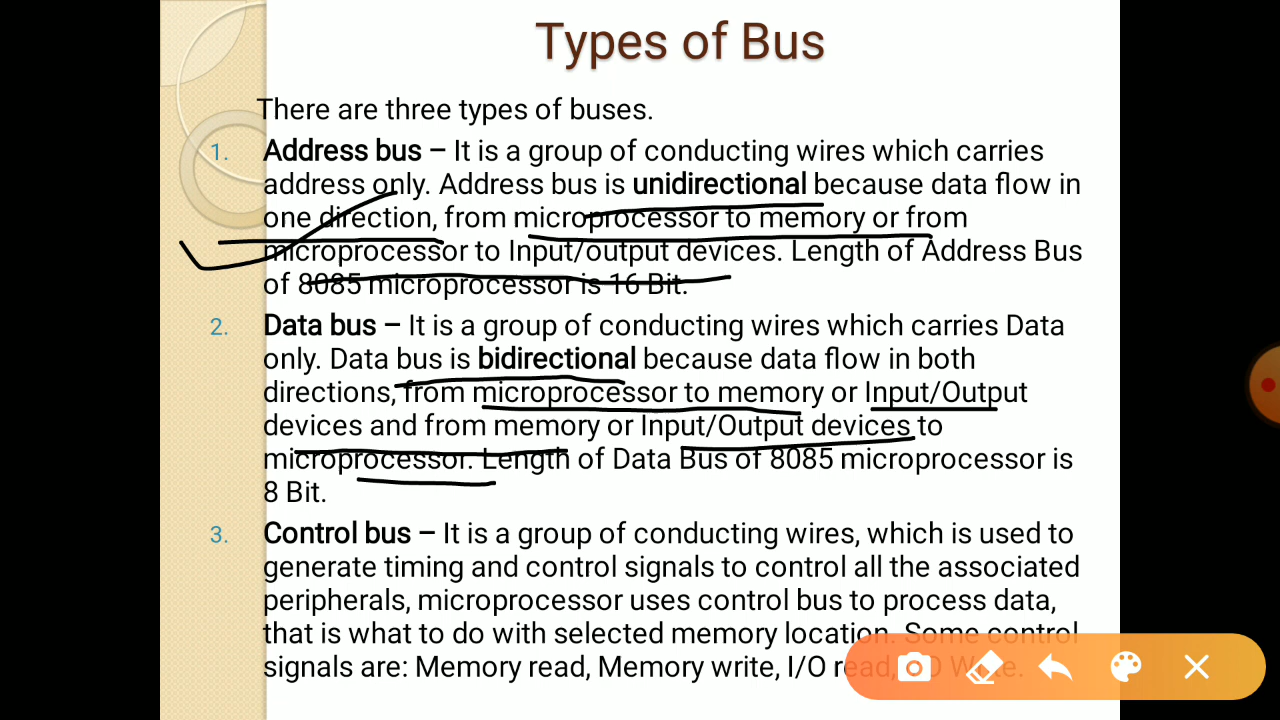 Types of Bus
There are three types of buses.
1. Address bus – It is a group of conducting wires which carries
address only. Address bus is unidirectional because data flow in
one direction, from microprocessor to memory or from
microprocessor to Input/output devices. Length of Address Bus
of 8085 microprocessor is 16 Bit.
2. Data bus – It is a group of conducting wires which carries Data
only. Data bus is bidirectional because data flow in both
directions, from microprocessor to memory or Input/Output
devices and from memory or Input/Output devices to
microprocessor. Length of Data Bus of 8085 microprocessor is
8 Bit.
3. Control bus – It is a group of conducting wires, which is used to
generate timing and control signals to control all the associated
peripherals, microprocessor uses control bus to process data,
that is what to do with selected memory location. Some control
signals are: Memory read, Memory write, I/O read,